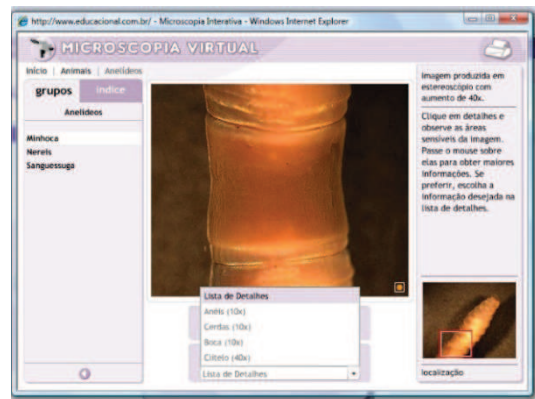 http://www.educacional.com.br/ - Microscopia Interativa - Windows Internet Explorer
MICROSCOPIA VIRTUAL
Início | Animais | Anelídeos
grupos
índice
Anelídeos
Minhoca
Nereis
Sanguessuga
Lista de Detalhes
Anéis (10x)
Cerdas (10x)
Boca (10x)
Clitelo (40x)
Lista de Detalhes
Imagem produzida em
estereoscópio com
aumento de 40x.
Clique em detalhes e
observe as áreas
sensíveis da imagem.
Passe o mouse sobre
elas para obter maiores
informações. Se
preferir, escolha a
informação desejada na
lista de detalhes.
localização